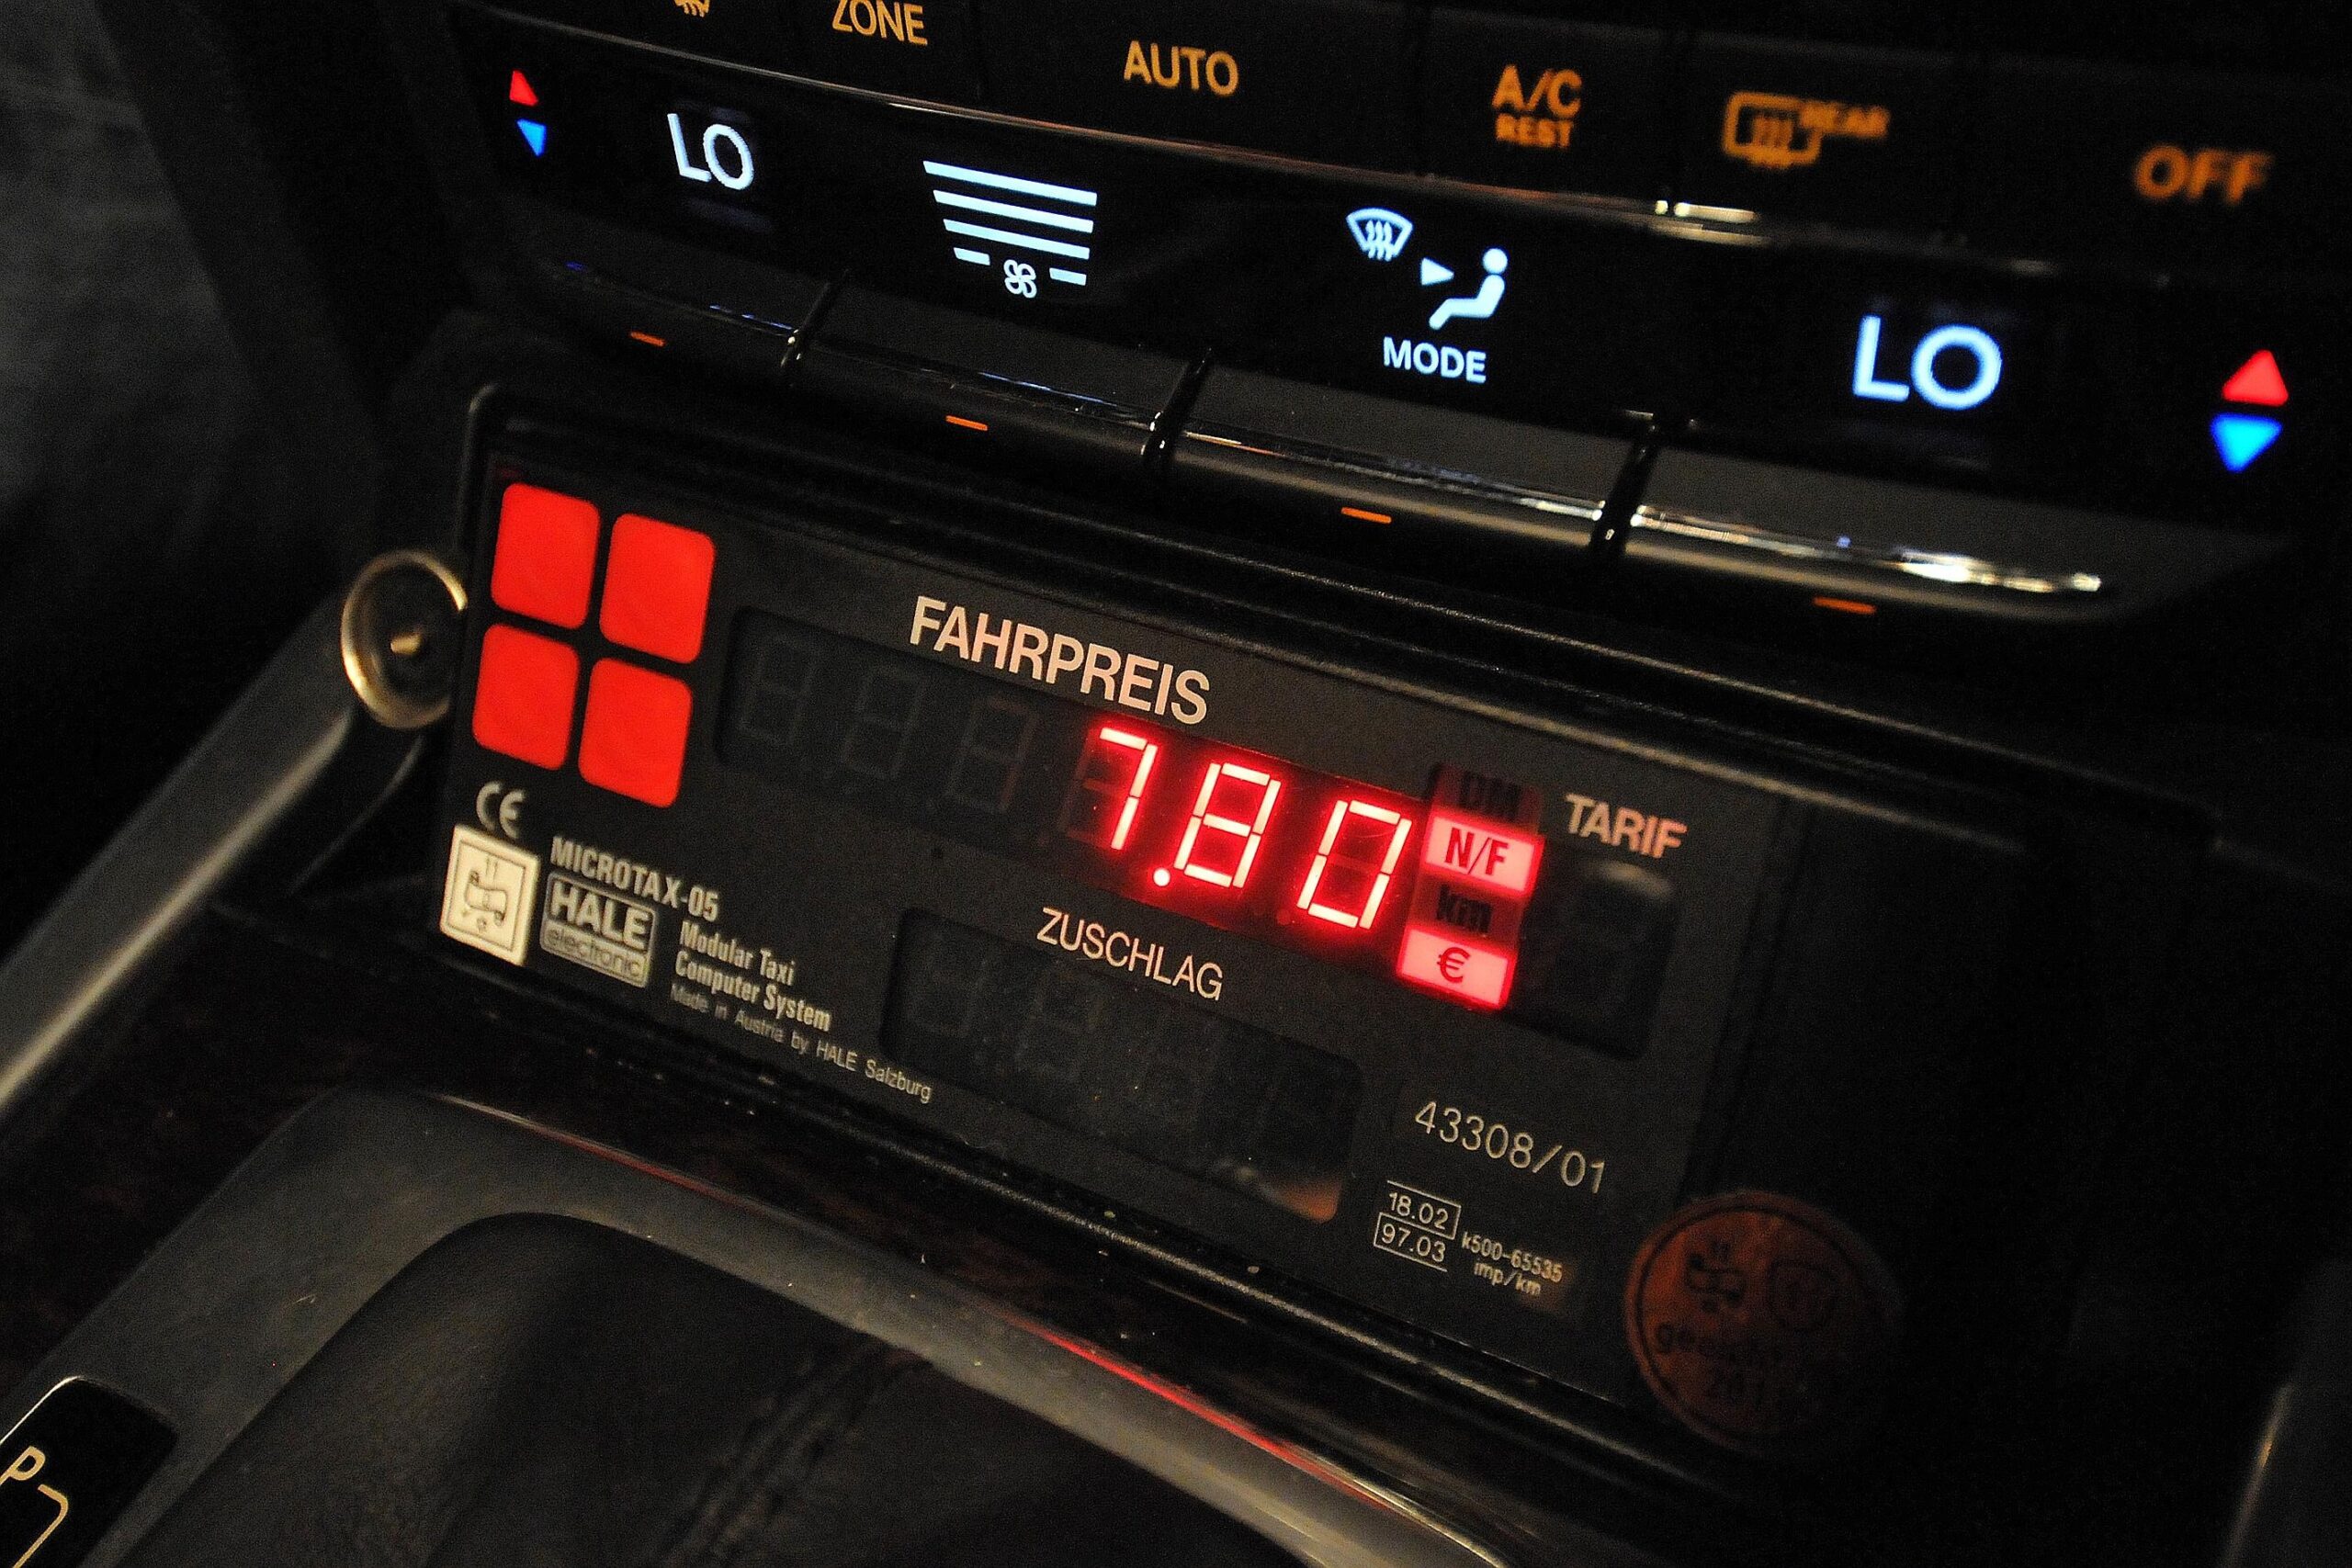 ZONE
AUTO
A/C
REST
REAR
OFF
LO
MODE
LO
FAHRPREIS
7.80
DM
N/F
km
€
TARIF
CE
MICROTAX-05
HALE
electronic
Modular Taxi
Computer System
Made in Austria by HALE Salzburg
ZUSCHLAG
43308/01
18.02
97.03
k500-65535
imp/km
P